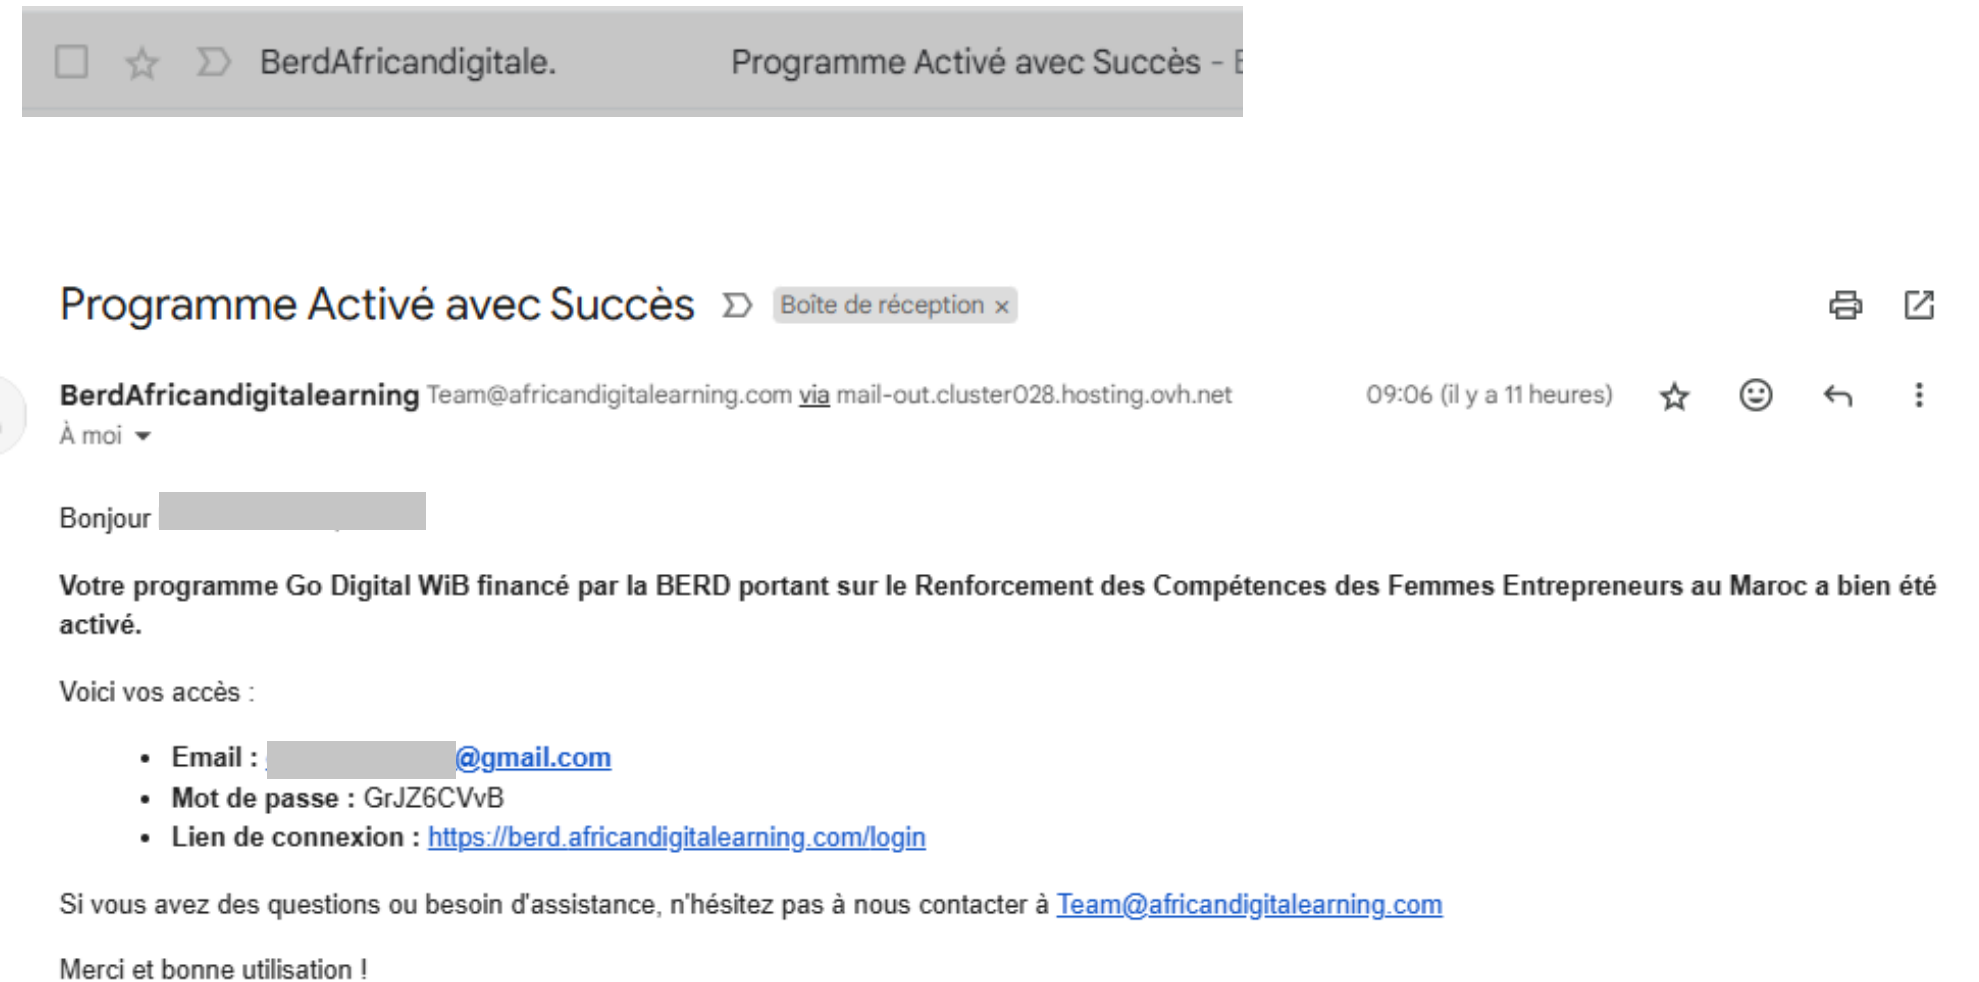 BerdAfricandigitale. Programme Activé avec Succès -
Programme Activé avec Succès Boîte de réception ×
BerdAfricandigitalearning Team@africandigitalearning.com via mail-out.cluster028.hosting.ovh.net 09:06 (il y a 11 heures)
À moi
Bonjour
Votre programme Go Digital WiB financé par la BERD portant sur le Renforcement des Compétences des Femmes Entrepreneurs au Maroc a bien été
activé.
Voici vos accès :
• Email : @gmail.com
• Mot de passe : GrJZ6CVvB
• Lien de connexion : https://berd.africandigitalearning.com/login
Si vous avez des questions ou besoin d'assistance, n'hésitez pas à nous contacter à Team@africandigitalearning.com
Merci et bonne utilisation !